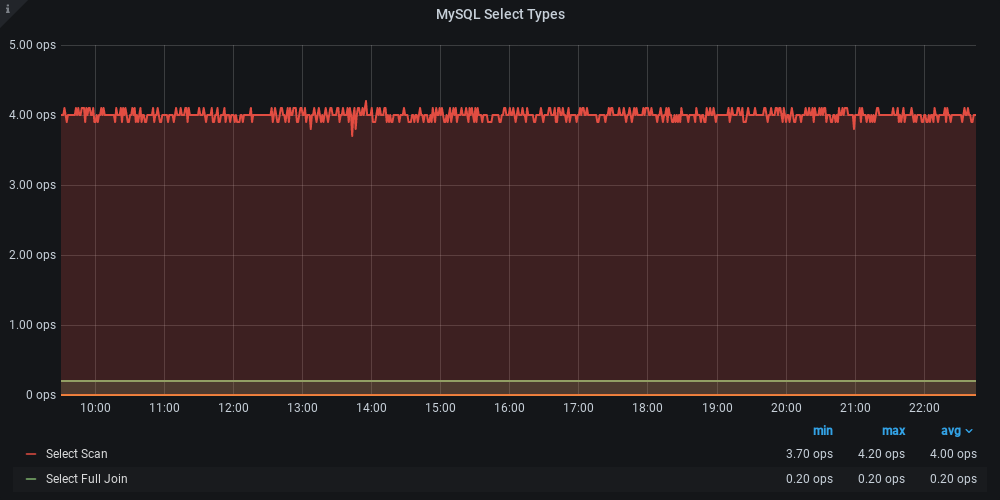 i
MySQL Select Types
5.00 ops
4.00 ops
3.00 ops
2.00 ops
1.00 ops
0 ops
10:00 11:00 12:00 13:00 14:00 15:00 16:00 17:00 18:00 19:00 20:00 21:00 22:00
min max avg
Select Scan 3.70 ops 4.20 ops 4.00 ops
Select Full Join 0.20 ops 0.20 ops 0.20 ops